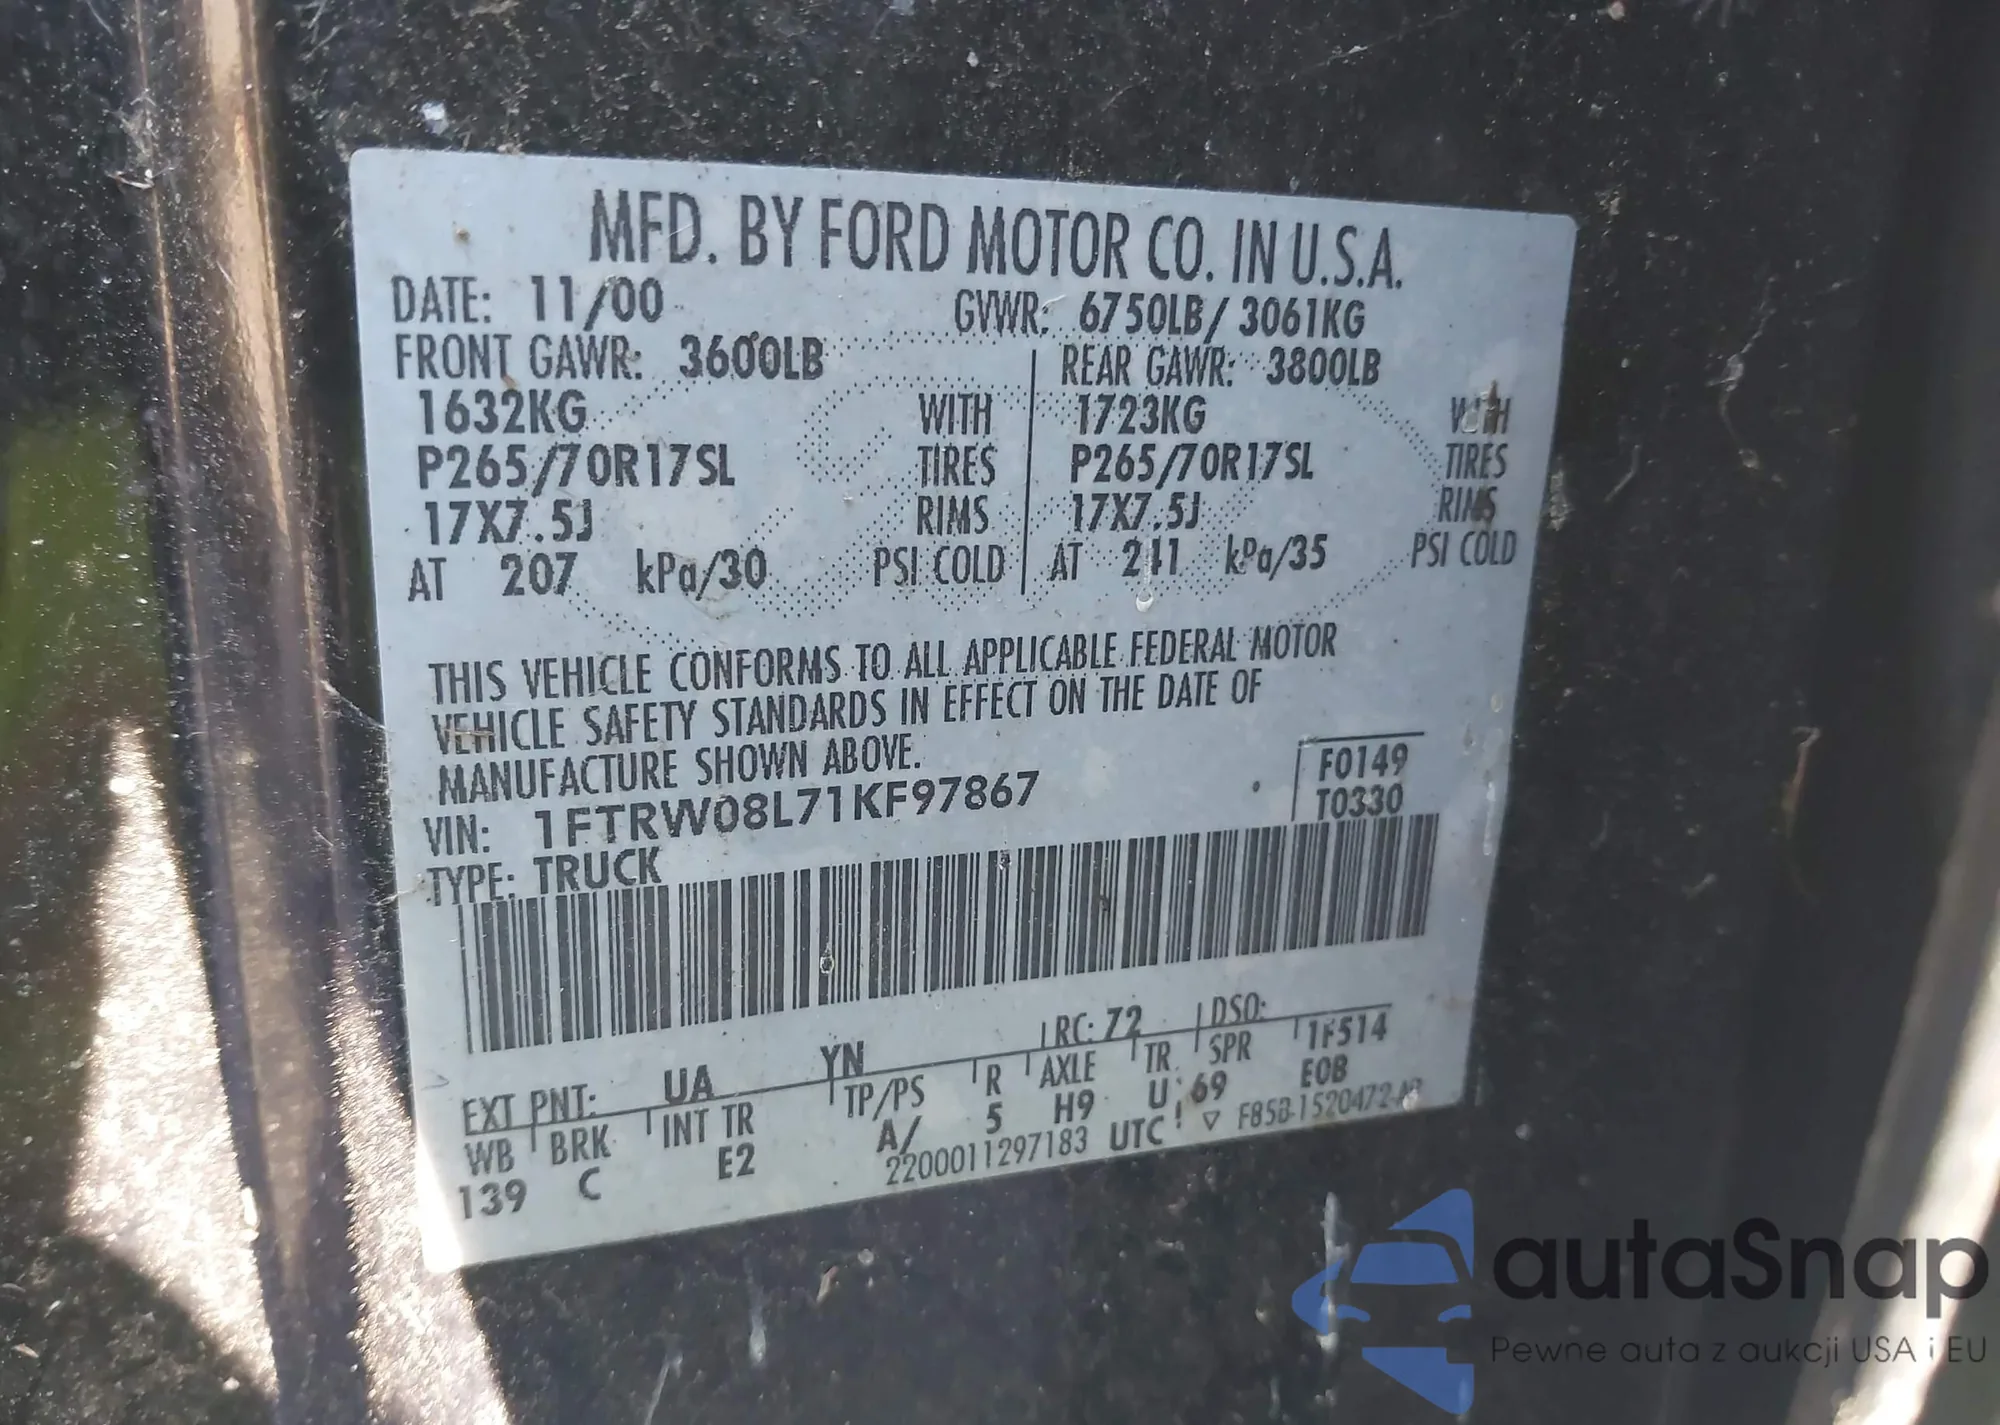 MFD. BY FORD MOTOR CO. IN U.S.A.
DATE: 11/00 GVWR: 6750LB/3061KG
FRONT GAWR: 3600LB REAR GAWR: 3800LB
1632KG WITH 1723KG WITH
P265/70R17SL TIRES P265/70R17SL TIRES
17X7.5J RIMS 17X7.5J RIMS
AT 207 kPa/30 PSI COLD AT 241 kPa/35 PSI COLD
THIS VEHICLE CONFORMS TO ALL APPLICABLE FEDERAL MOTOR
VEHICLE SAFETY STANDARDS IN EFFECT ON THE DATE OF
MANUFACTURE SHOWN ABOVE.
F0149
VIN: 1FTRW08L71KF97867
T0330
TYPE: TRUCK
EXT PNT: UA YN RC: 72 DSO:
WB BRK INT TR TP/PS R AXLE TR SPR 1F514
139 C E2 A/ 5 H9 U 69 E0B
2200011297183 UTC ! ▽
autaSnap
Pewne auta z aukcji USA i EU